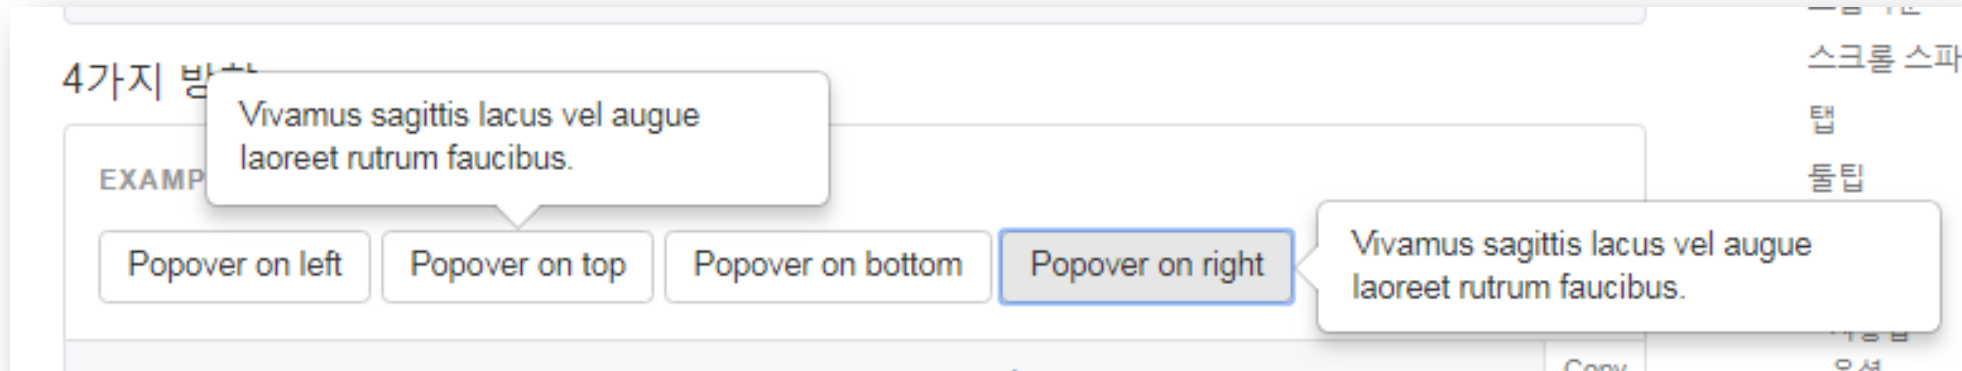 4가지
Vivamus sagittis lacus vel augue
laoreet rutrum faucibus.
EXAMP
Popover on left
Popover on top
Popover on bottom
Popover on right
Vivamus sagittis lacus vel augue
laoreet rutrum faucibus.
Copy
스크롤 스파
탭
툴팁